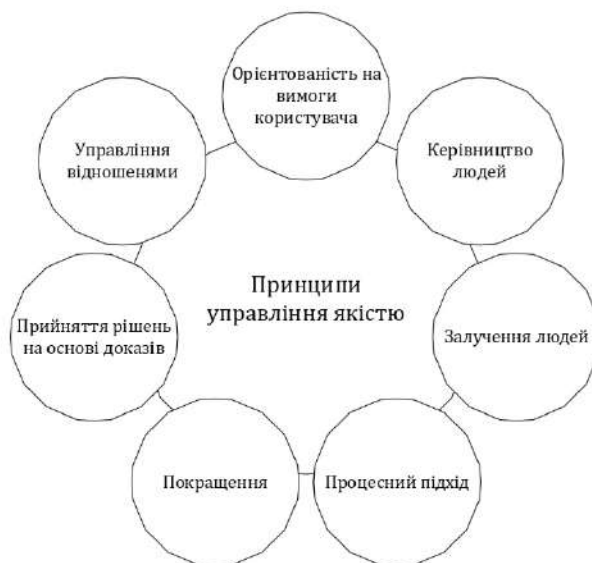 Орієнтованість на
вимоги
користувача
Керівництво
людей
Залучення людей
Процесний підхід
Покращення
Прийняття рішень
на основі доказів
Управління
відношенями
Принципи
управління якістю